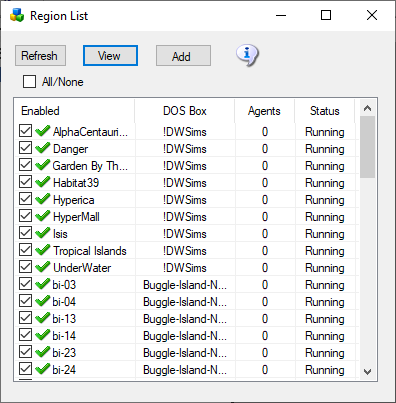 Region List
Refresh View Add
All/None
Enabled DOS Box Agents Status
AlphaCentauri... !DWSims 0 Running
Danger !DWSims 0 Running
Garden By Th... !DWSims 0 Running
Habitat39 !DWSims 0 Running
Hyperica !DWSims 0 Running
HyperMall !DWSims 0 Running
Isis !DWSims 0 Running
Tropical Islands !DWSims 0 Running
UnderWater !DWSims 0 Running
bi-03 Buggle-Island-N... 0 Running
bi-04 Buggle-Island-N... 0 Running
bi-13 Buggle-Island-N... 0 Running
bi-14 Buggle-Island-N... 0 Running
bi-23 Buggle-Island-N... 0 Running
bi-24 Buggle-Island-N... 0 Running